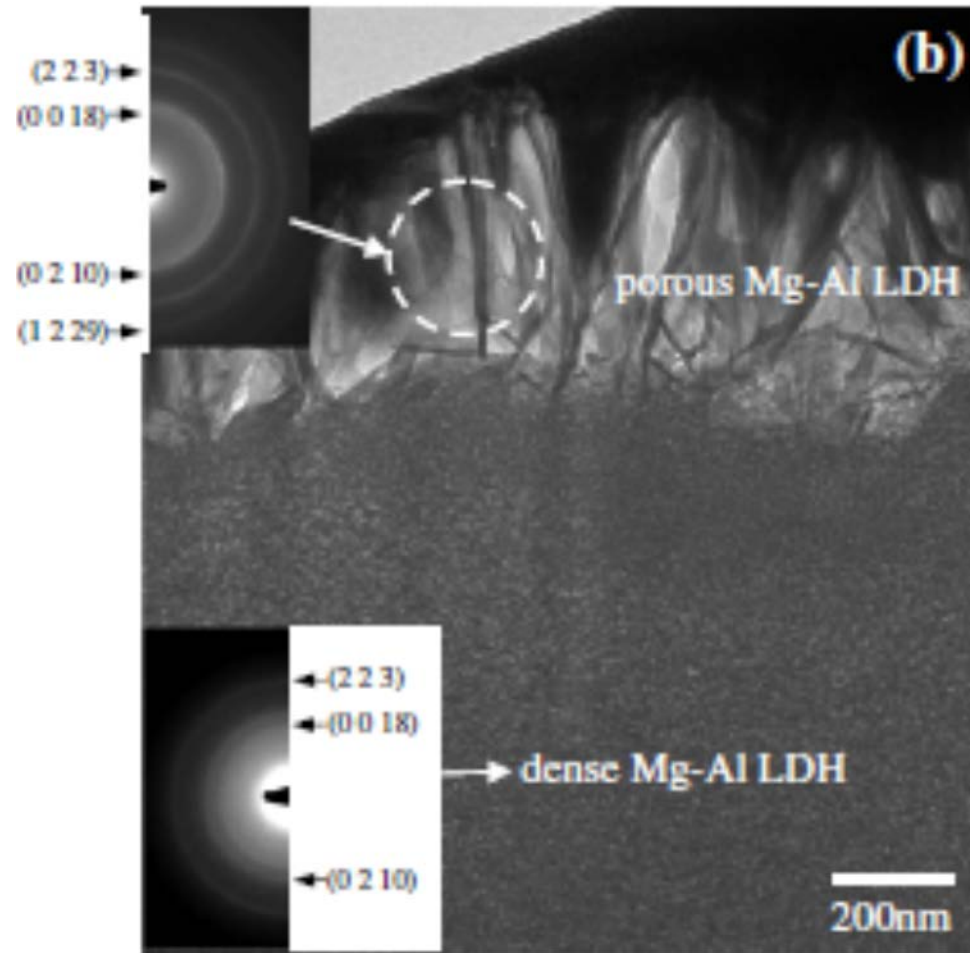 (b)
(2 2 3)
(0 0 18)
(0 2 10)
(1 2 29)
porous Mg-Al LDH
(2 2 3)
(0 0 18)
dense Mg-Al LDH
(0 2 10)
200nm